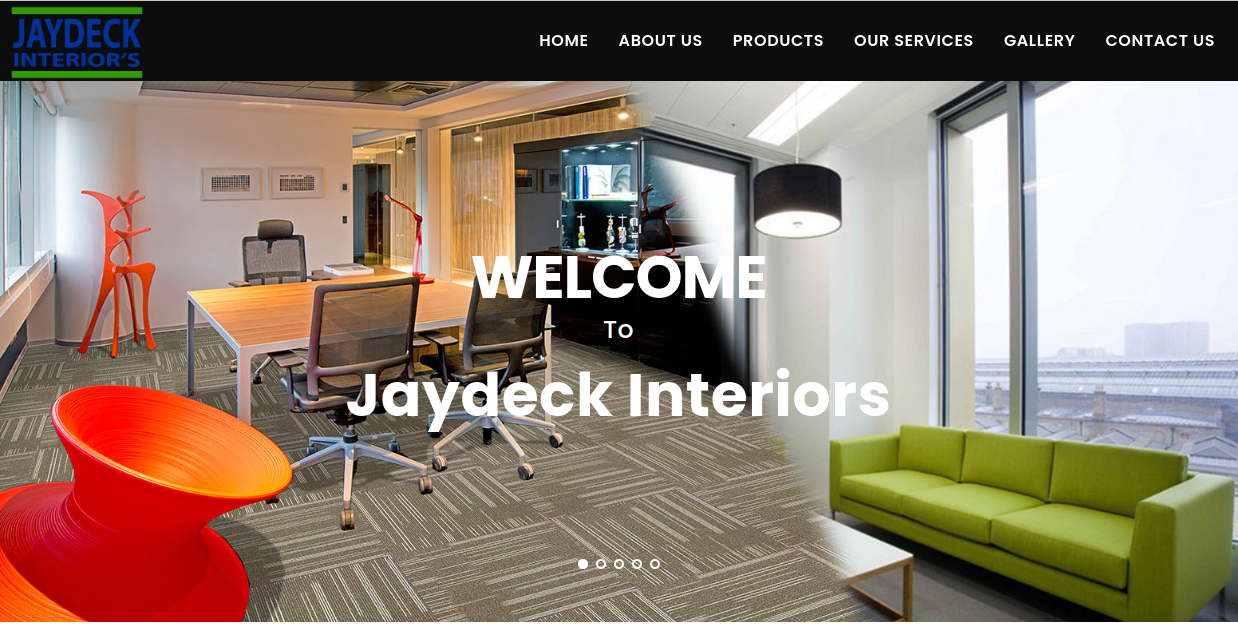 JAYDECK
INTERIOR'S
HOME ABOUT US PRODUCTS OUR SERVICES GALLERY CONTACT US
WELCOME
To
Jaydeck Interiors